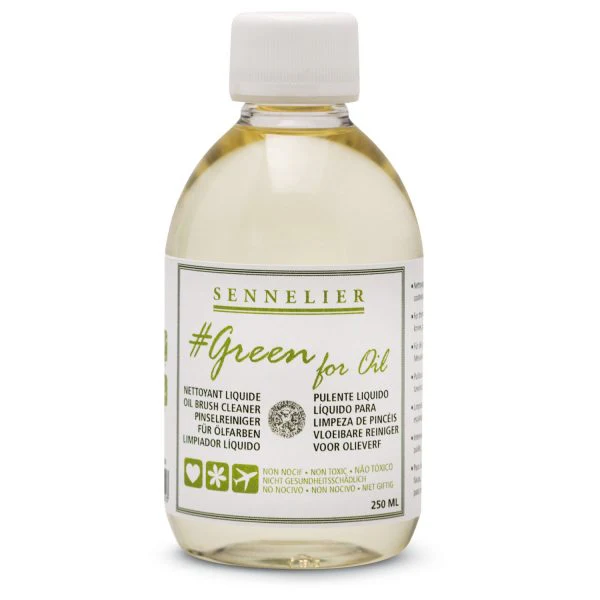 SENNELIER
#Green for Oil
NETTOYANT LIQUIDE
OIL BRUSH CLEANER
PINSELREINIGER
FÜR ÖLFARBEN
LIMPIADOR LÍQUIDO
PULENTE LIQUIDO
LÍQUIDO PARA
LIMPEZA DE PINCÉIS
VLOEIBARE REINIGER
VOOR OLIEVERF
NON NOCIF • NON TOXIC • NÃO TÓXICO
NICHT GESUNDHEITSSCHÄDLICH
NO NOCIVO • NON NOCIVO • NIET GIFTIG
250 ML